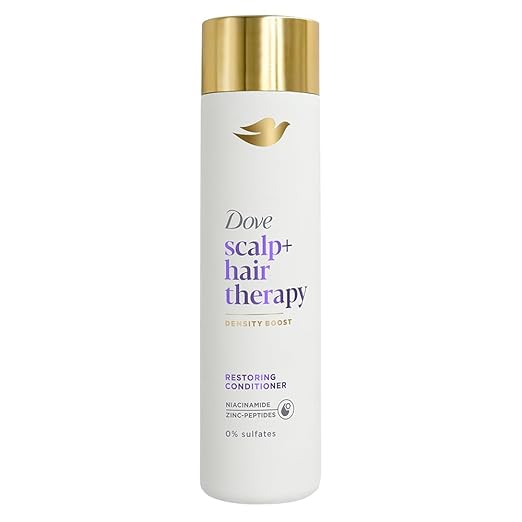 Dove
scalp+
hair
therapy
DENSITY BOOST
RESTORING
CONDITIONER
NIACINAMIDE
ZINC-PEPTIDES
0% sulfates